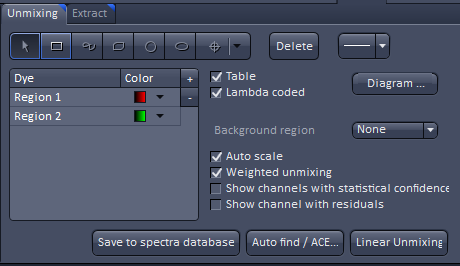 Unmixing Extract
Delete
Dye Color +
Region 1 -
Region 2
Table
Lambda coded
Diagram ...
Background region None
Auto scale
Weighted unmixing
Show channels with statistical confidence
Show channel with residuals
Save to spectra database Auto find / ACE... Linear Unmixing